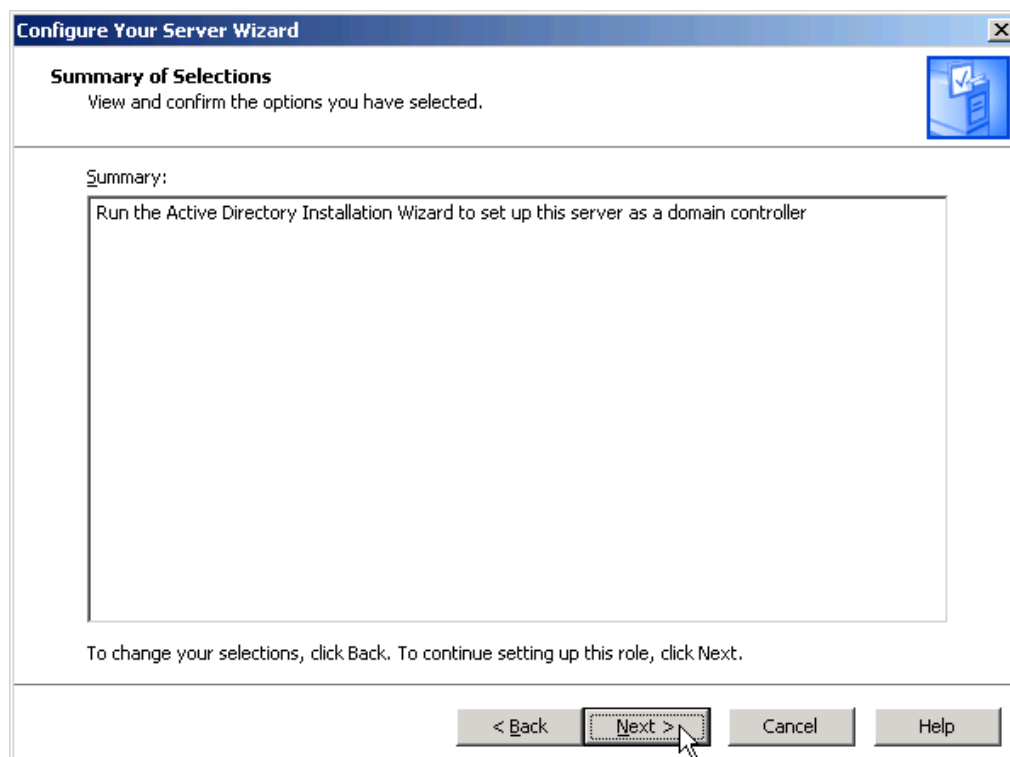 Configure Your Server Wizard
Summary of Selections
View and confirm the options you have selected.
Summary:
Run the Active Directory Installation Wizard to set up this server as a domain controller
To change your selections, click Back. To continue setting up this role, click Next.
< Back Next > Cancel Help